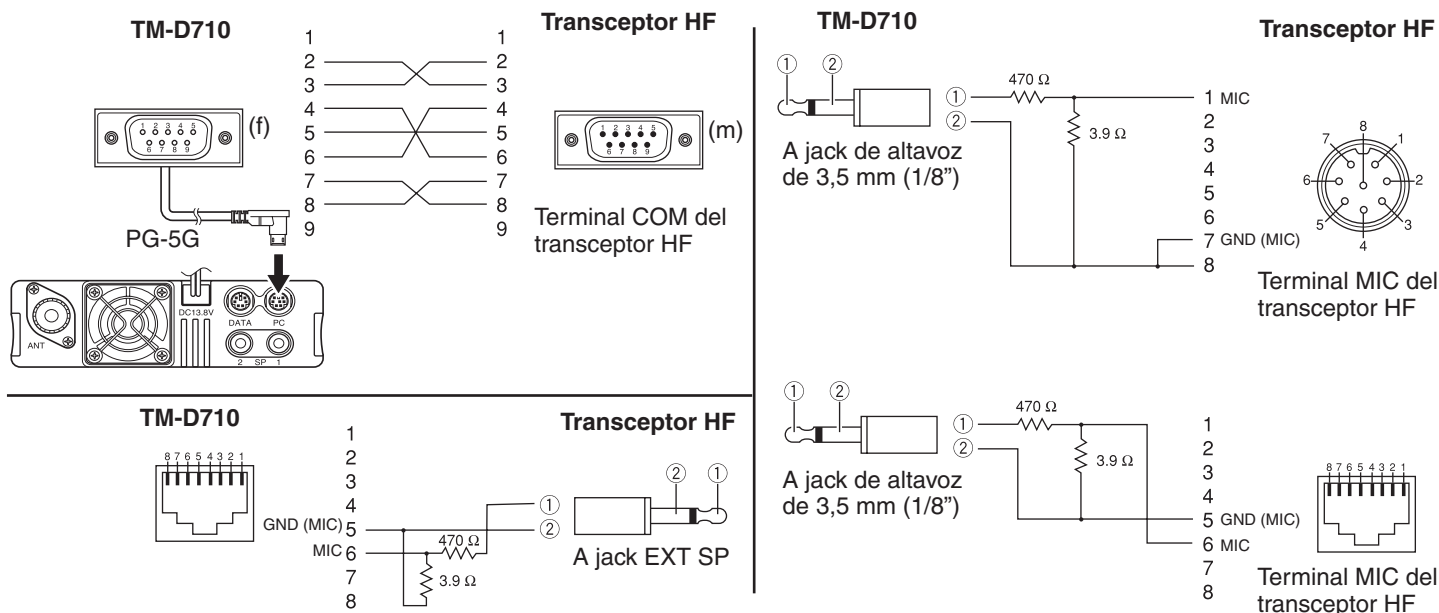 TM-D710
Transceptor HF
1 1
2 2
3 3
4 4
5 5
6 6
7 7
8 8
9 9
1 2 3 4 5
6 7 8 9
(f)
1 2 3 4 5
6 7 8 9
(m)
PG-5G
Terminal COM del
transceptor HF
ANT
DC13.8V
DATA PC
2 SP 1
TM-D710
Transceptor HF
8 7 6 5 4 3 2 1
1
2
3
4
GND (MIC) 5
MIC 6
7
8
470 Ω
3.9 Ω
①
②
② ①
A jack EXT SP
TM-D710
Transceptor HF
① ②
A jack de altavoz
de 3,5 mm (1/8”)
①
②
470 Ω
3.9 Ω
1 MIC
2
3
4
5
6
7 GND (MIC)
8
8
7 1
6 2
5 3
4
Terminal MIC del
transceptor HF
① ②
A jack de altavoz
de 3,5 mm (1/8”)
①
②
470 Ω
3.9 Ω
1
2
3
4
5 GND (MIC)
6 MIC
7
8
8 7 6 5 4 3 2 1
Terminal MIC del
transceptor HF